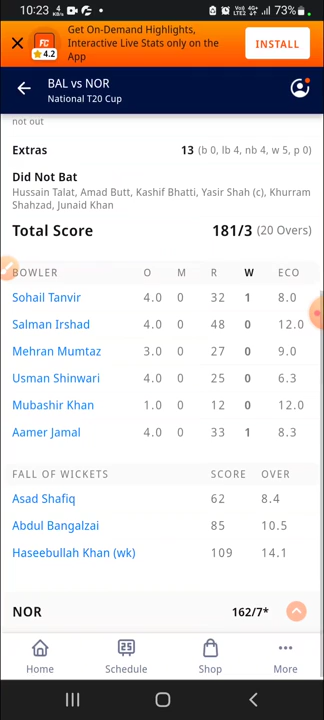 10:23 4 KB/s Vo) LTE2 4G+ 73%
Get On-Demand Highlights,
Interactive Live Stats only on the
App
FC
4.2
INSTALL
BAL vs NOR
National T20 Cup
not out
Extras 13 (b 0, lb 4, nb 4, w 5, p 0)
Did Not Bat
Hussain Talat, Amad Butt, Kashif Bhatti, Yasir Shah (c), Khurram
Shahzad, Junaid Khan
Total Score 181/3 (20 Overs)
BOWLER O M R W ECO
Sohail Tanvir 4.0 0 32 1 8.0
Salman Irshad 4.0 0 48 0 12.0
Mehran Mumtaz 3.0 0 27 0 9.0
Usman Shinwari 4.0 0 25 0 6.3
Mubashir Khan 1.0 0 12 0 12.0
Aamer Jamal 4.0 0 33 1 8.3
FALL OF WICKETS SCORE OVER
Asad Shafiq 62 8.4
Abdul Bangalzai 85 10.5
Haseebullah Khan (wk) 109 14.1
NOR 162/7*
25
Home Schedule Shop More